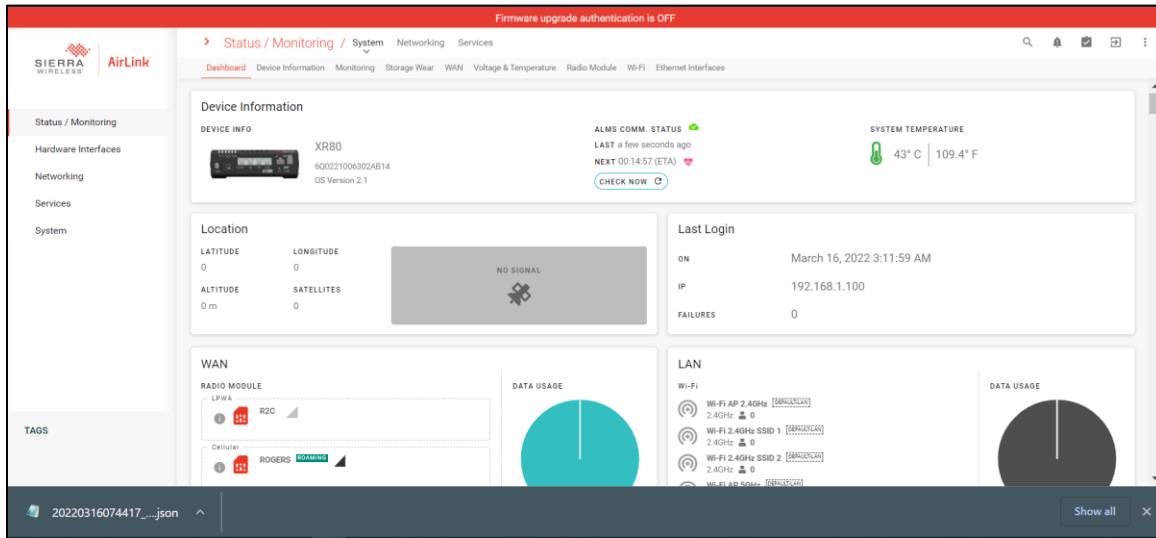 Firmware upgrade authentication is OFF
SIERRA WIRELESS AirLink
Status / Monitoring / System Networking Services
Dashboard Device Information Monitoring Storage Wear WAN Voltage & Temperature Radio Module Wi-Fi Ethernet Interfaces
Status / Monitoring
Hardware Interfaces
Networking
Services
System
TAGS
Device Information
DEVICE INFO
XR80
6Q0221006302AB14
OS Version 2.1
ALMS COMM. STATUS
LAST a few seconds ago
NEXT 00:14:57 (ETA)
CHECK NOW
SYSTEM TEMPERATURE
43° C 109.4° F
Location
LATITUDE LONGITUDE
0 0
ALTITUDE SATELLITES
0 m 0
NO SIGNAL
Last Login
ON March 16, 2022 3:11:59 AM
IP 192.168.1.100
FAILURES 0
WAN
RADIO MODULE
LPWA
R2C
Cellular
ROGERS ROAMING
DATA USAGE
LAN
Wi-Fi
Wi-Fi AP 2.4GHz [DEFAULTLAN]
2.4GHz 0
Wi-Fi 2.4GHz SSID 1 [DEFAULTLAN]
2.4GHz 0
Wi-Fi 2.4GHz SSID 2 [DEFAULTLAN]
2.4GHz 0
Wi-Fi AP 5GHz [DEFAULTLAN]
DATA USAGE
20220316074417_....json
Show all